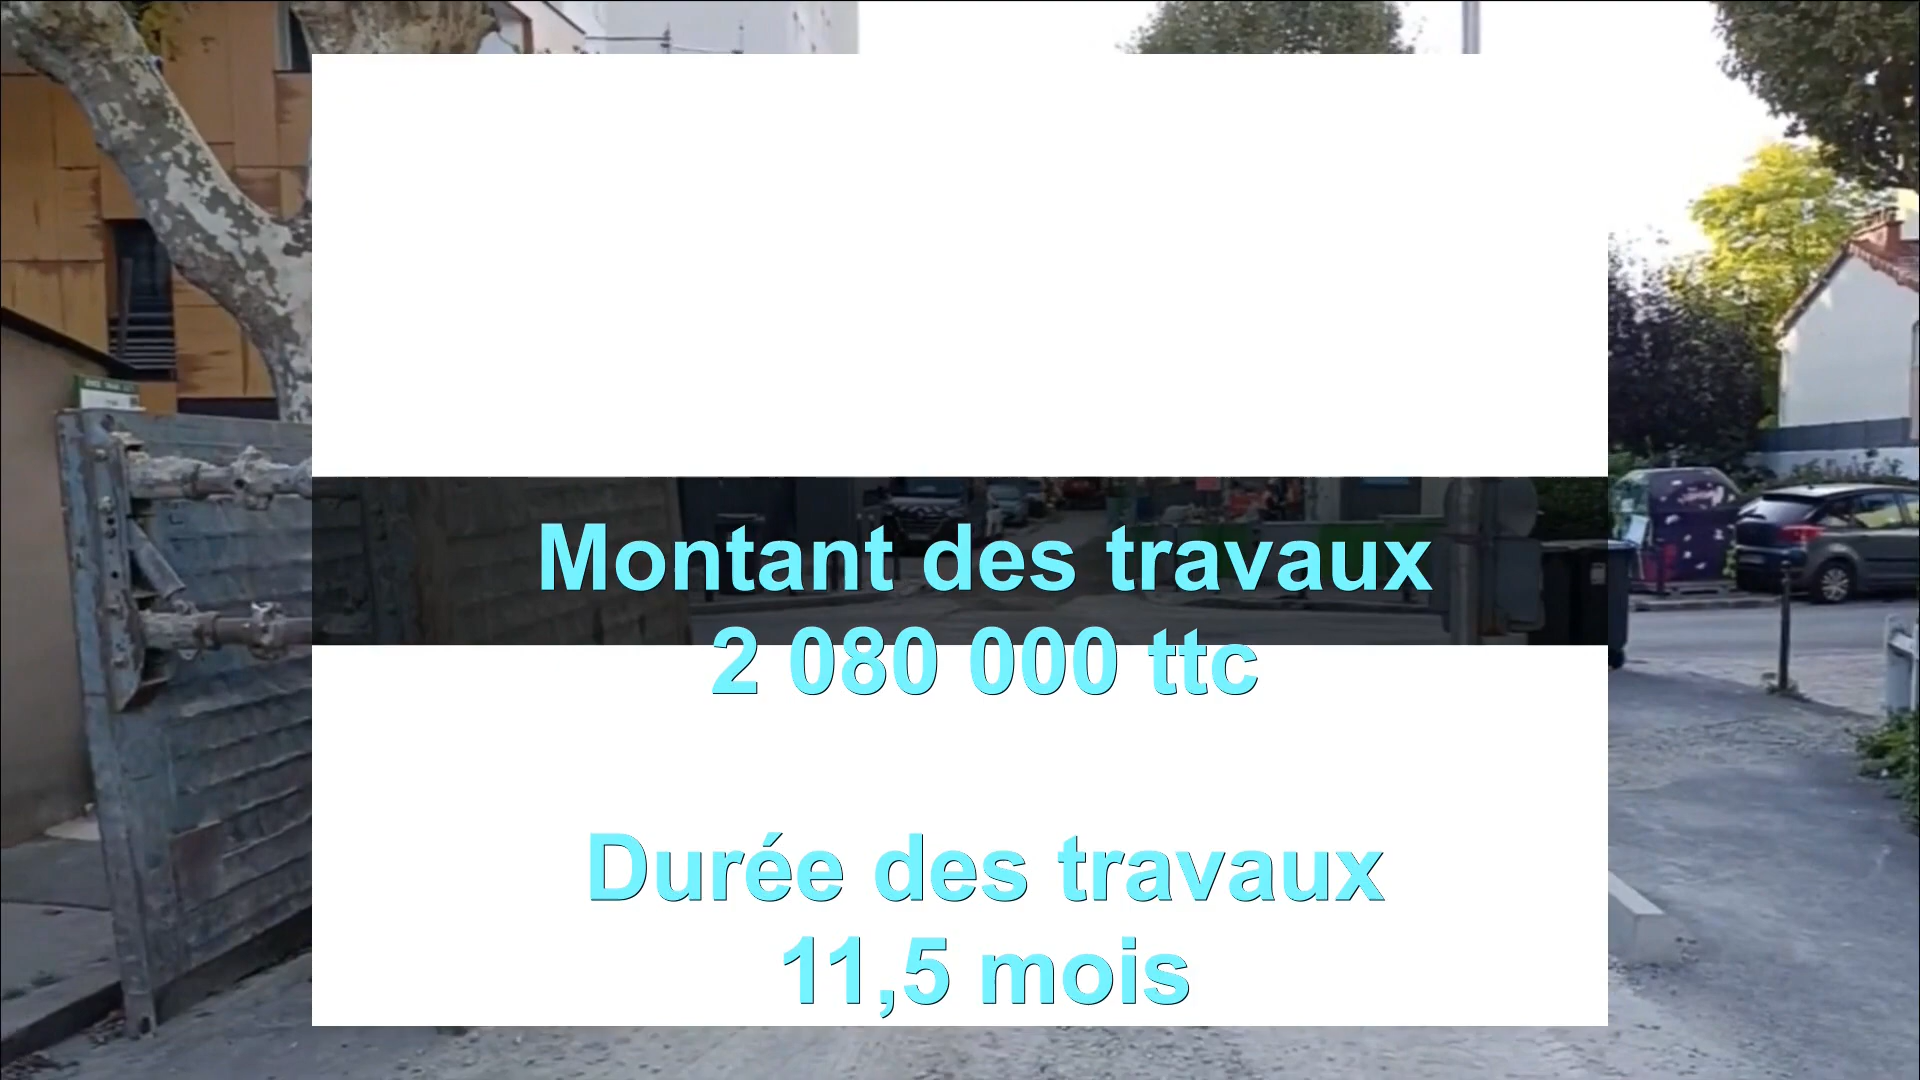 Montant des travaux
2 080 000 ttc
Durée des travaux
11,5 mois